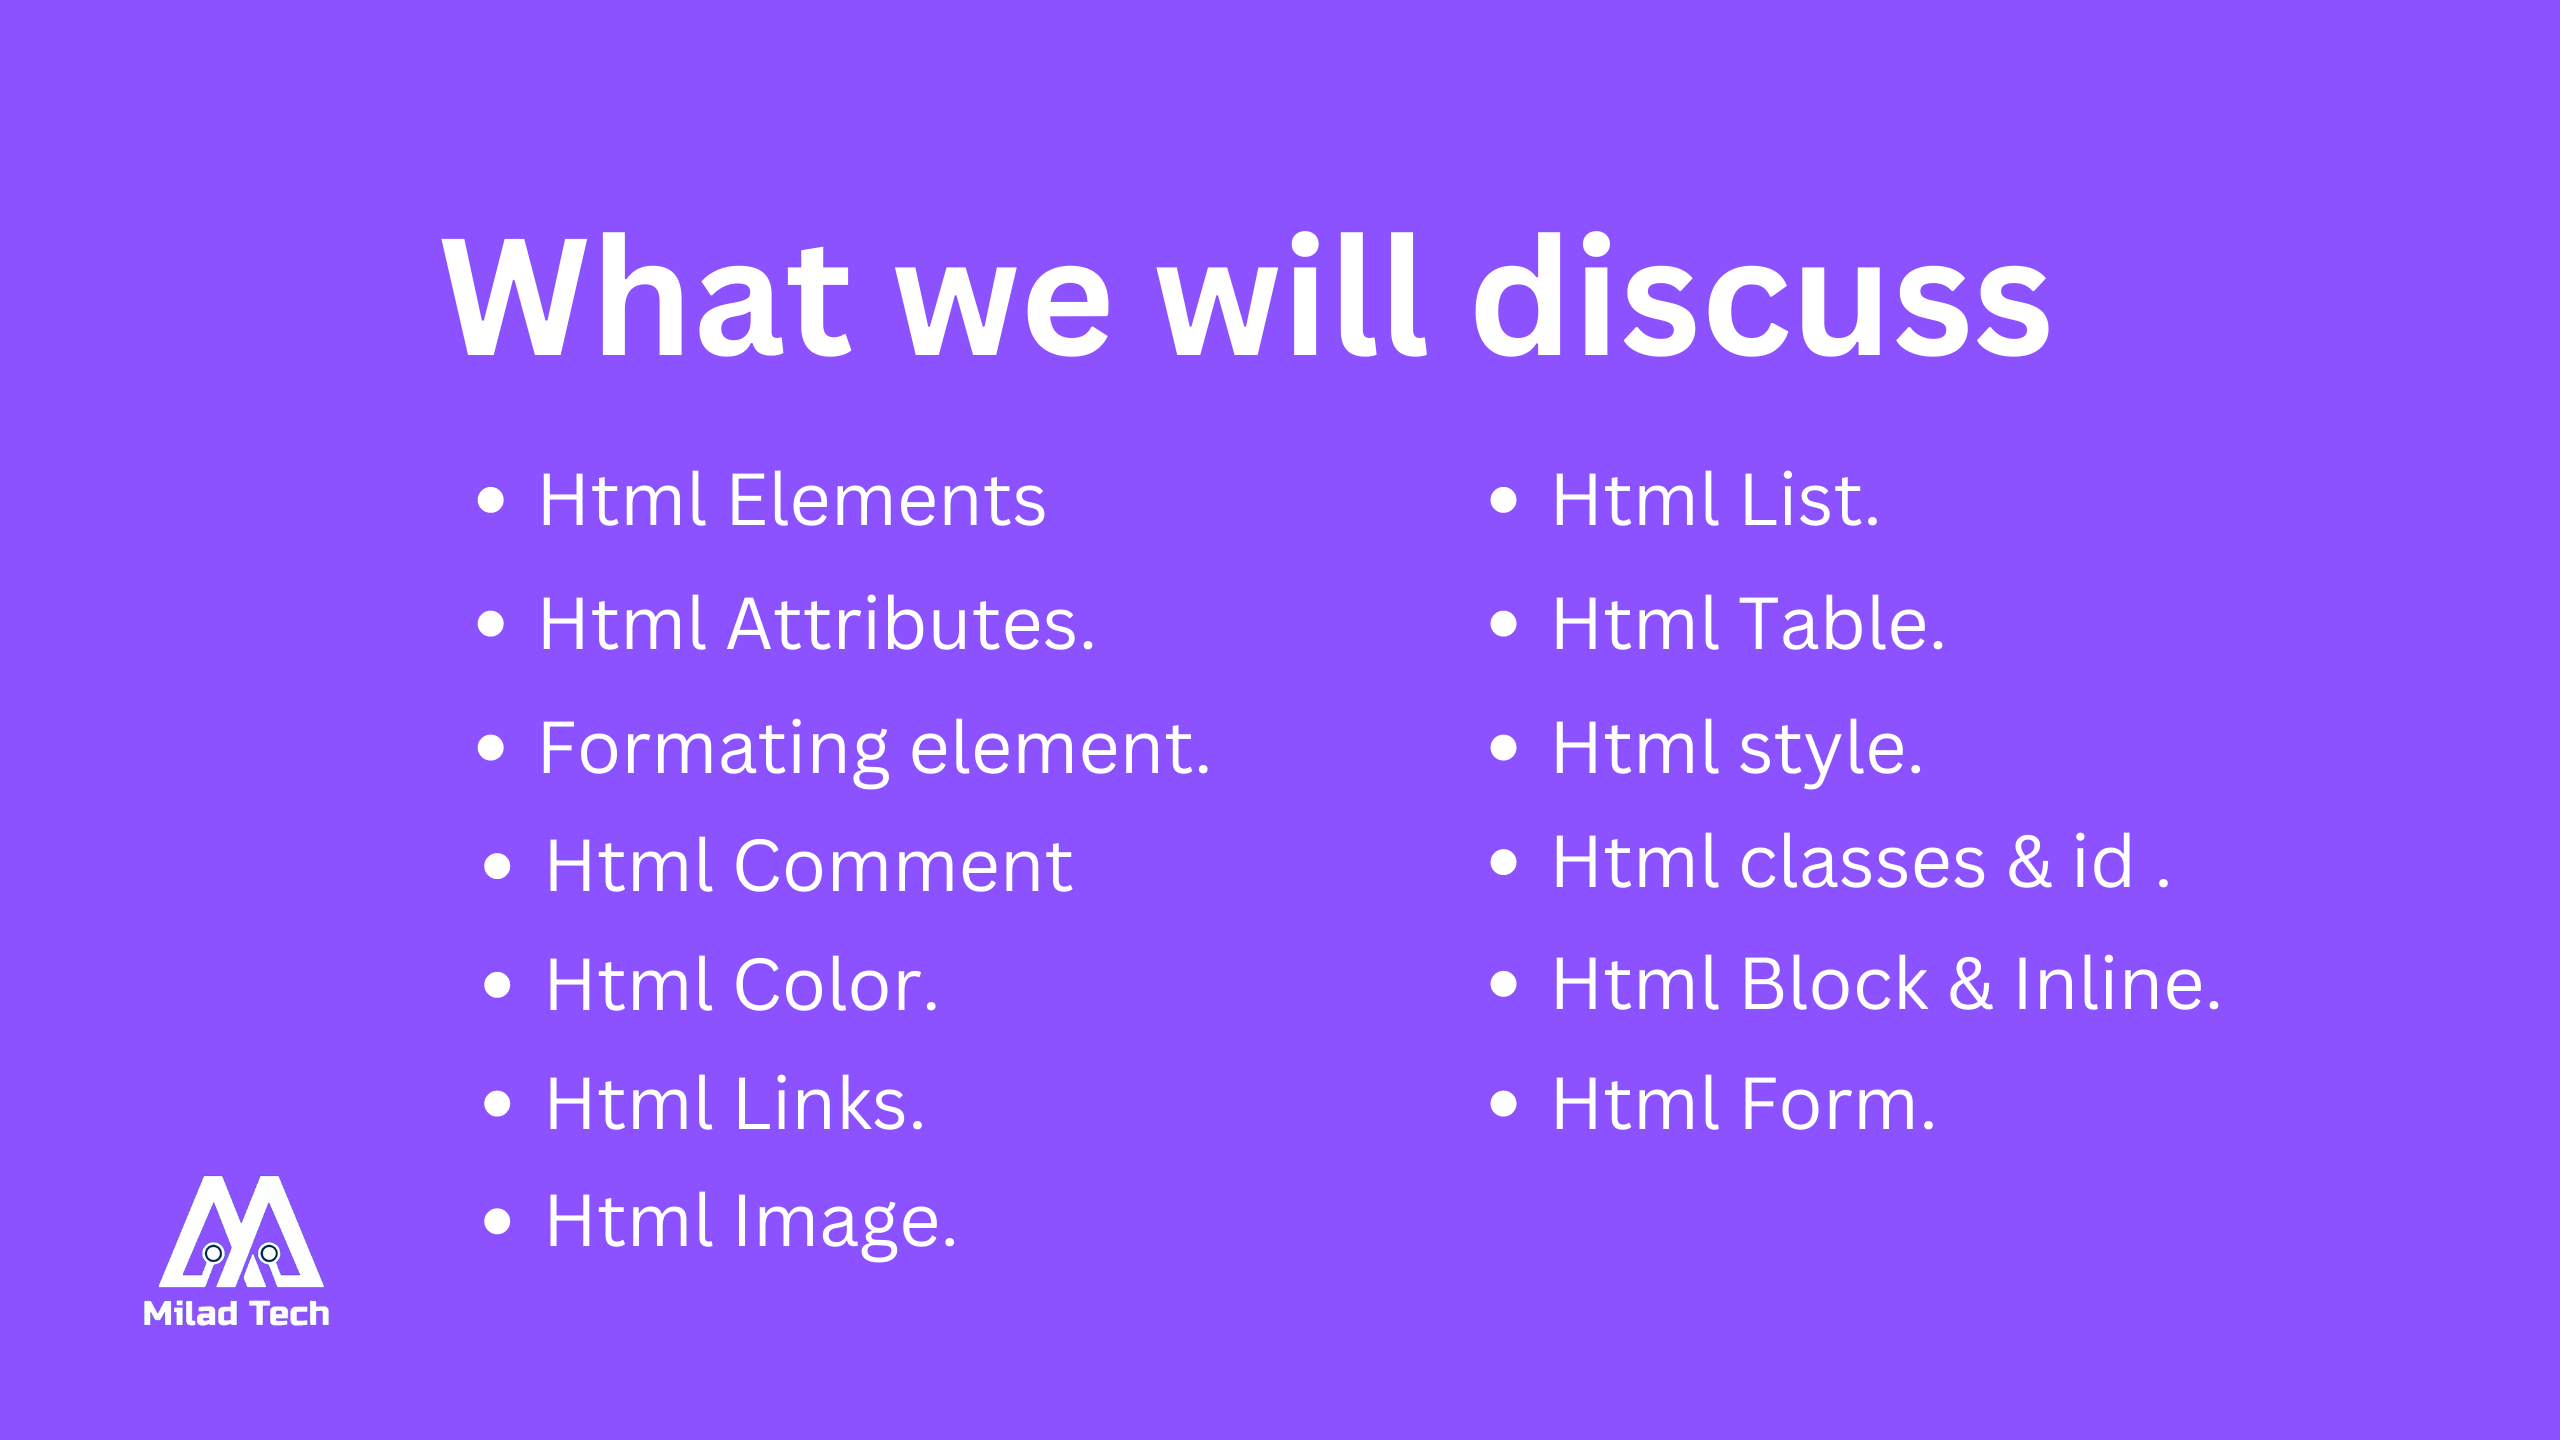 What we will discuss
Html Elements
Html Attributes.
Formating element.
Html Comment
Html Color.
Html Links.
Html Image.
Html List.
Html Table.
Html style.
Html classes & id .
Html Block & Inline.
Html Form.
Milad Tech